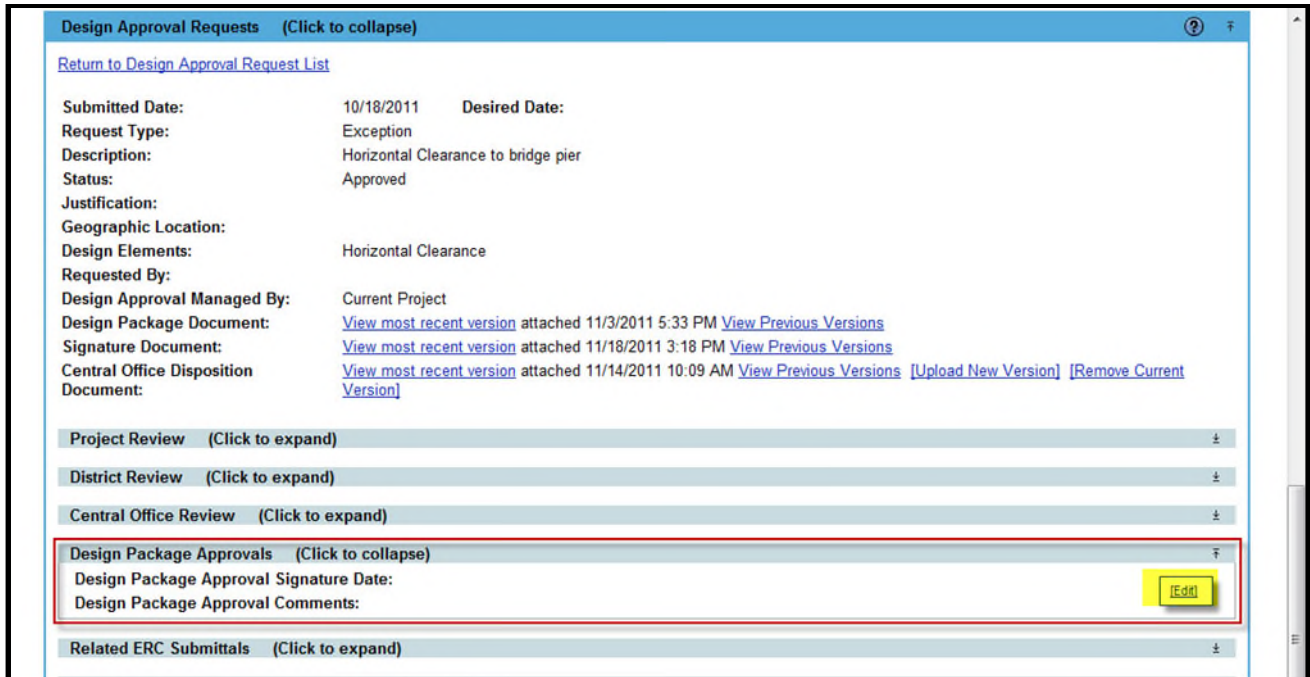 Design Approval Requests (Click to collapse)
Return to Design Approval Request List
Submitted Date: 10/18/2011 Desired Date:
Request Type: Exception
Description: Horizontal Clearance to bridge pier
Status: Approved
Justification:
Geographic Location:
Design Elements: Horizontal Clearance
Requested By:
Design Approval Managed By: Current Project
Design Package Document: View most recent version attached 11/3/2011 5:33 PM View Previous Versions
Signature Document: View most recent version attached 11/18/2011 3:18 PM View Previous Versions
Central Office Disposition Document: View most recent version attached 11/14/2011 10:09 AM View Previous Versions [Upload New Version] [Remove Current Version]
Project Review (Click to expand)
District Review (Click to expand)
Central Office Review (Click to expand)
Design Package Approvals (Click to collapse)
Design Package Approval Signature Date:
[Edit]
Design Package Approval Comments:
Related ERC Submittals (Click to expand)